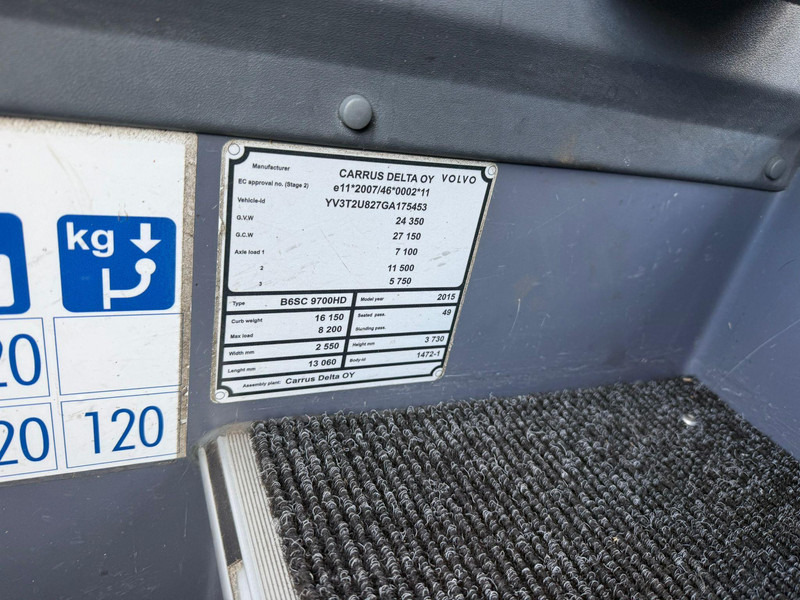 kg
20
20
120
Manufacturer CARRUS DELTA OY VOLVO
EC approval no. (Stage 2) e11*2007/46*0002*11
Vehicle-id YV3T2U827GA175453
G.V.W 24 350
G.C.W 27 150
Axle load 1 7 100
2 11 500
3 5 750
Type B6SC 9700HD Model year 2015
Curb weight 16 150 Seated pass. 49
Max load 8 200 Stunding pass.
Width mm 2 550 Height mm 3 730
Lenght mm 13 060 Body-id 1472-1
Assembly plant: Carrus Delta OY